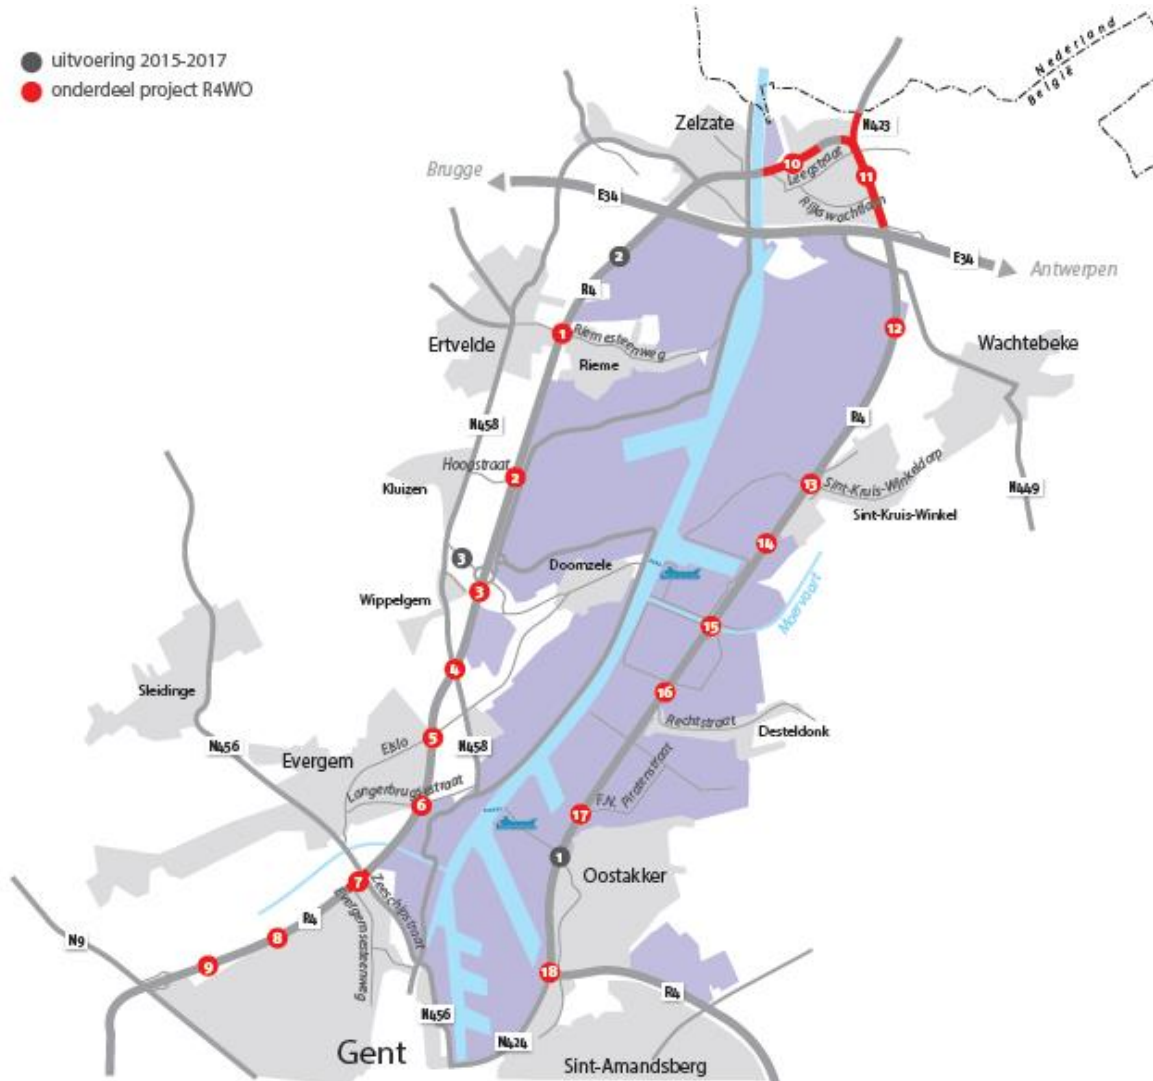 uitvoering 2015-2017
onderdeel project R4WO
Nederland
België
Zelzate
N423
10
Leegstraat
11
Brugge
Rijkswachtlaan
E34
E34
Antwerpen
2
R4
1
Riemesteenweg
Rieme
Ertvelde
12
Wachtebeke
R4
N458
Hoogstraat
2
Kluizen
13
Sint-Kruis-Winkeldorp
Sint-Kruis-Winkel
N449
14
3
Doornzele
3
Wippelgem
Moervaart
15
4
16
Sleidinge
Rechtstraat
Desteldonk
5
Elslo
N458
N456
Evergem
Langerbrugsestraat
6
F.N. Piratenstraat
17
1
Oostakker
7
Zeeschipstraat
Evergemsesteenweg
R4
8
N9
9
18
R4
N456
N424
Gent
Sint-Amandsberg